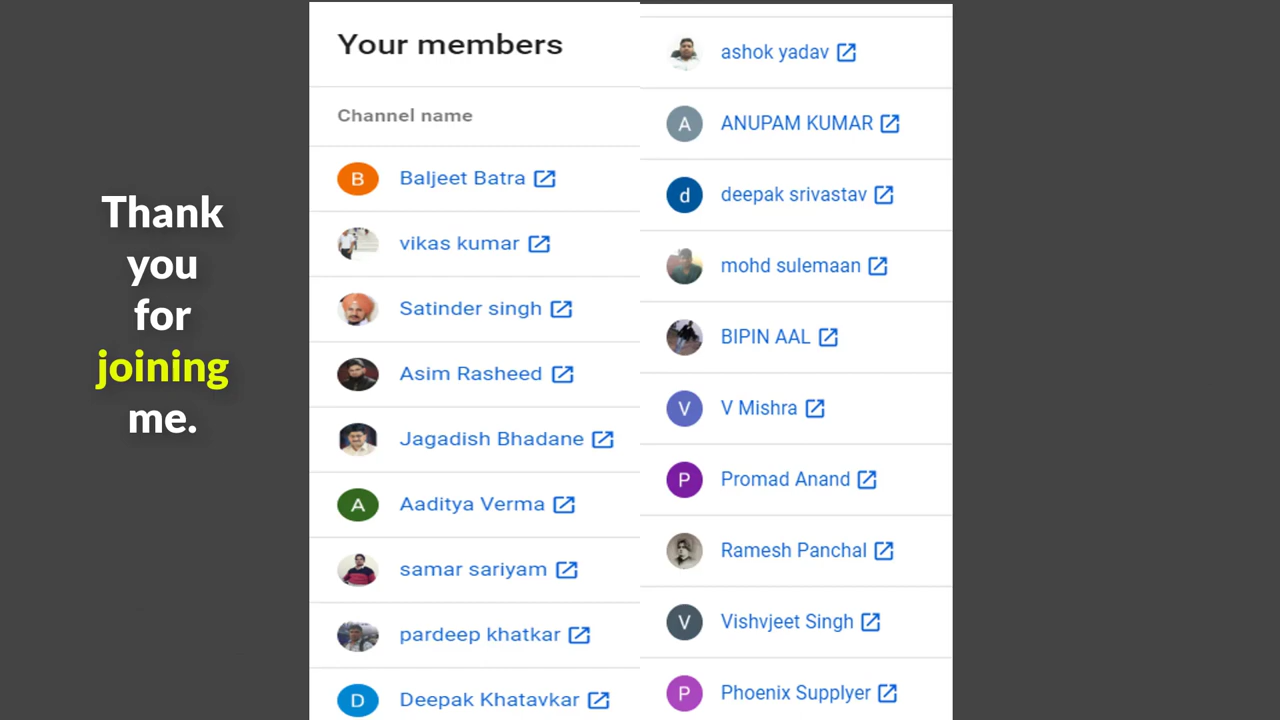 Thank
you
for
joining
me.
Your members
Channel name
B Baljeet Batra
vikas kumar
Satinder singh
Asim Rasheed
Jagadish Bhadane
A Aaditya Verma
samar sariyam
pardeep khatkar
D Deepak Khatavkar
ashok yadav
A ANUPAM KUMAR
d deepak srivastav
mohd sulemaan
BIPIN AAL
V V Mishra
P Promad Anand
Ramesh Panchal
V Vishvjeet Singh
P Phoenix Supplyer